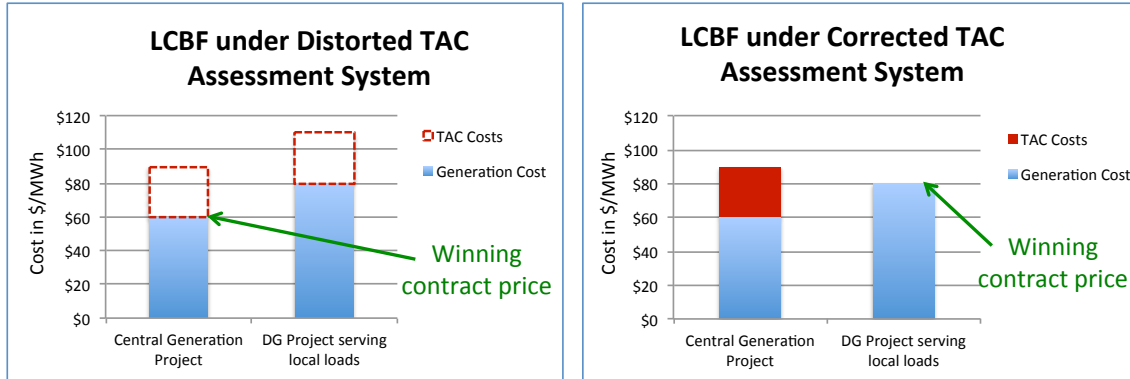 LCBF under Distorted TAC
Assessment System
Cost in $/MWh
$120
$100
$80
$60
$40
$20
$0
TAC Costs
Generation Cost
Winning
contract price
Central Generation
Project
DG Project serving
local loads
LCBF under Corrected TAC
Assessment System
Cost in $/MWh
$120
$100
$80
$60
$40
$20
$0
TAC Costs
Generation Cost
Winning
contract price
Central Generation
Project
DG Project serving
local loads